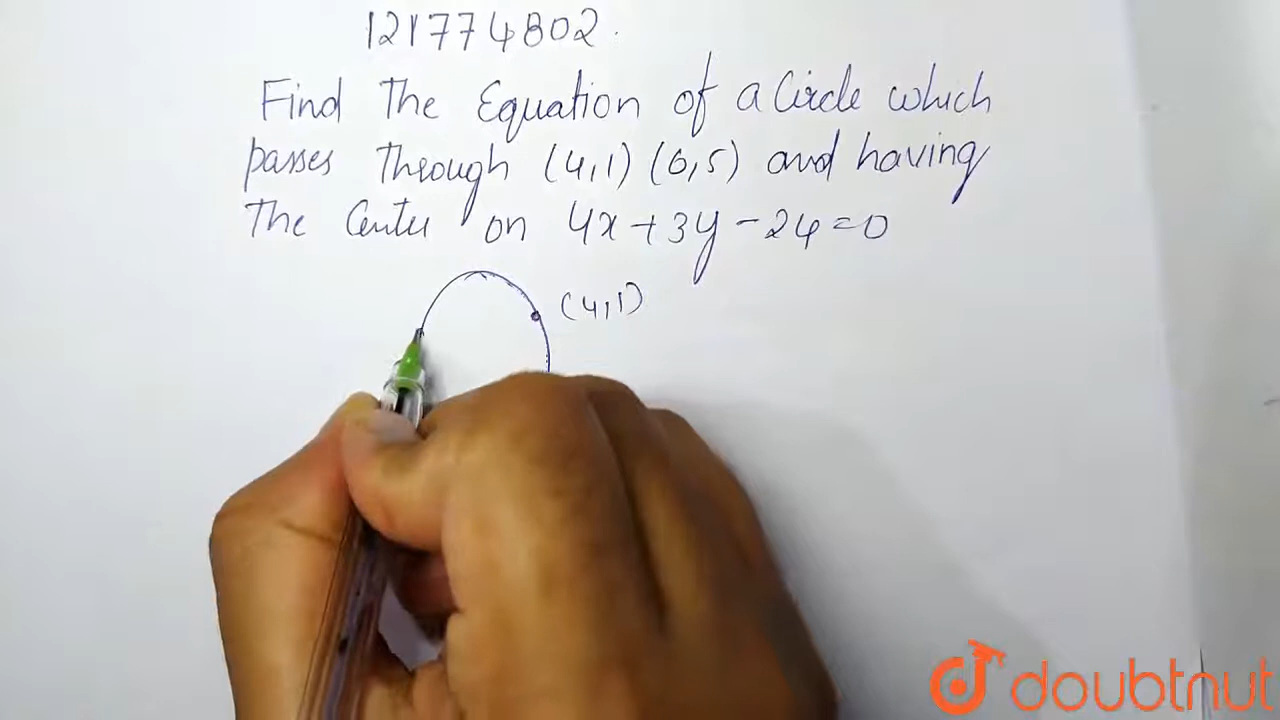 121774802.
Find The Equation of a Circle which
passes Through (4,1) (6,5) and having
The Center on 4x+3y-24=0
(4,1)
doubtnut